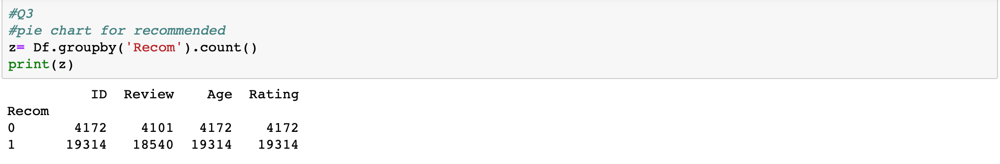 #Q3
#pie chart for recommended
z= Df.groupby('Recom').count()
print(z)
ID Review Age Rating
Recom
0 4172 4101 4172 4172
1 19314 18540 19314 19314